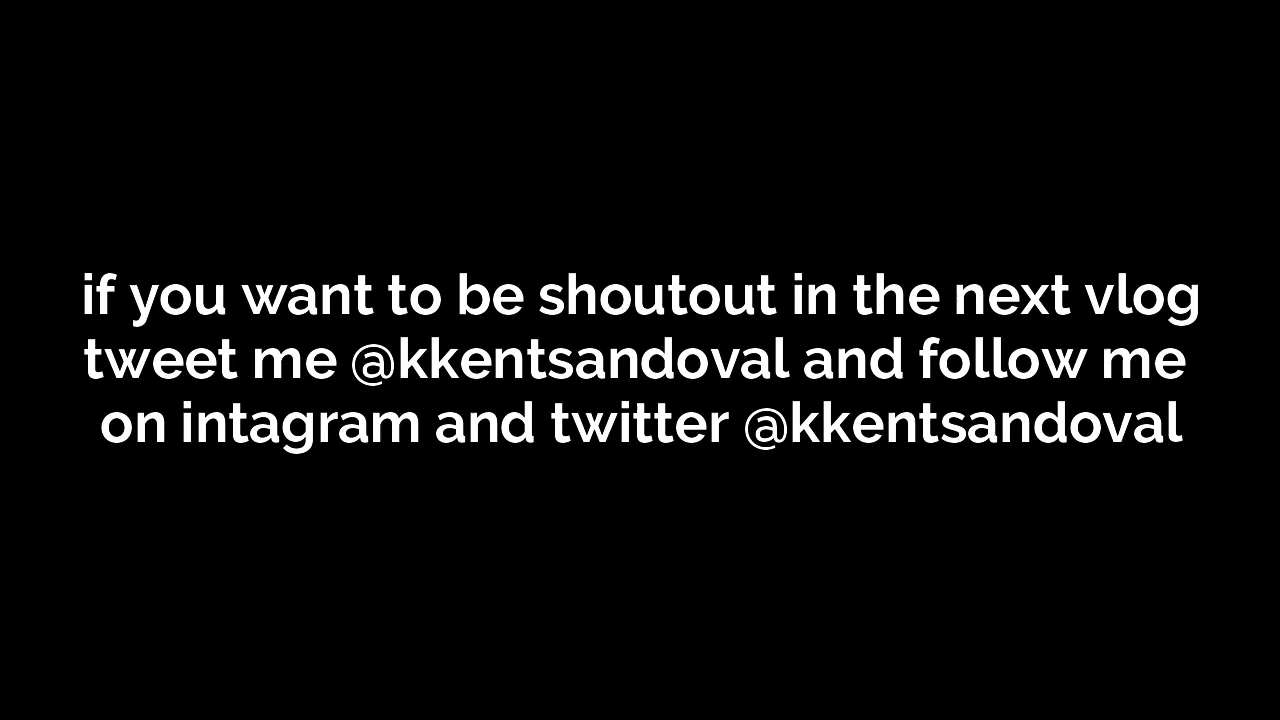 if you want to be shoutout in the next vlog
tweet me @kkentsandoval and follow me
on intagram and twitter @kkentsandoval